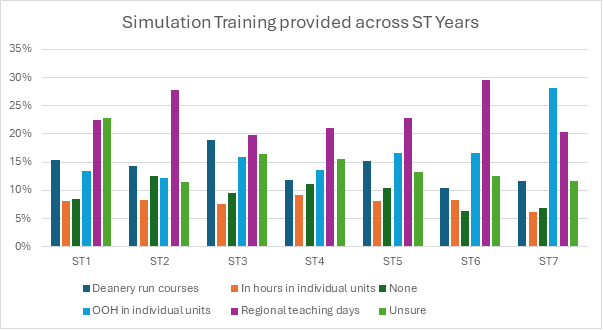 Simulation Training provided across ST Years
35%
30%
25%
20%
15%
10%
5%
0%
ST1 ST2 ST3 ST4 ST5 ST6 ST7
Deanery run courses In hours in individual units None
OOH in individual units Regional teaching days Unsure